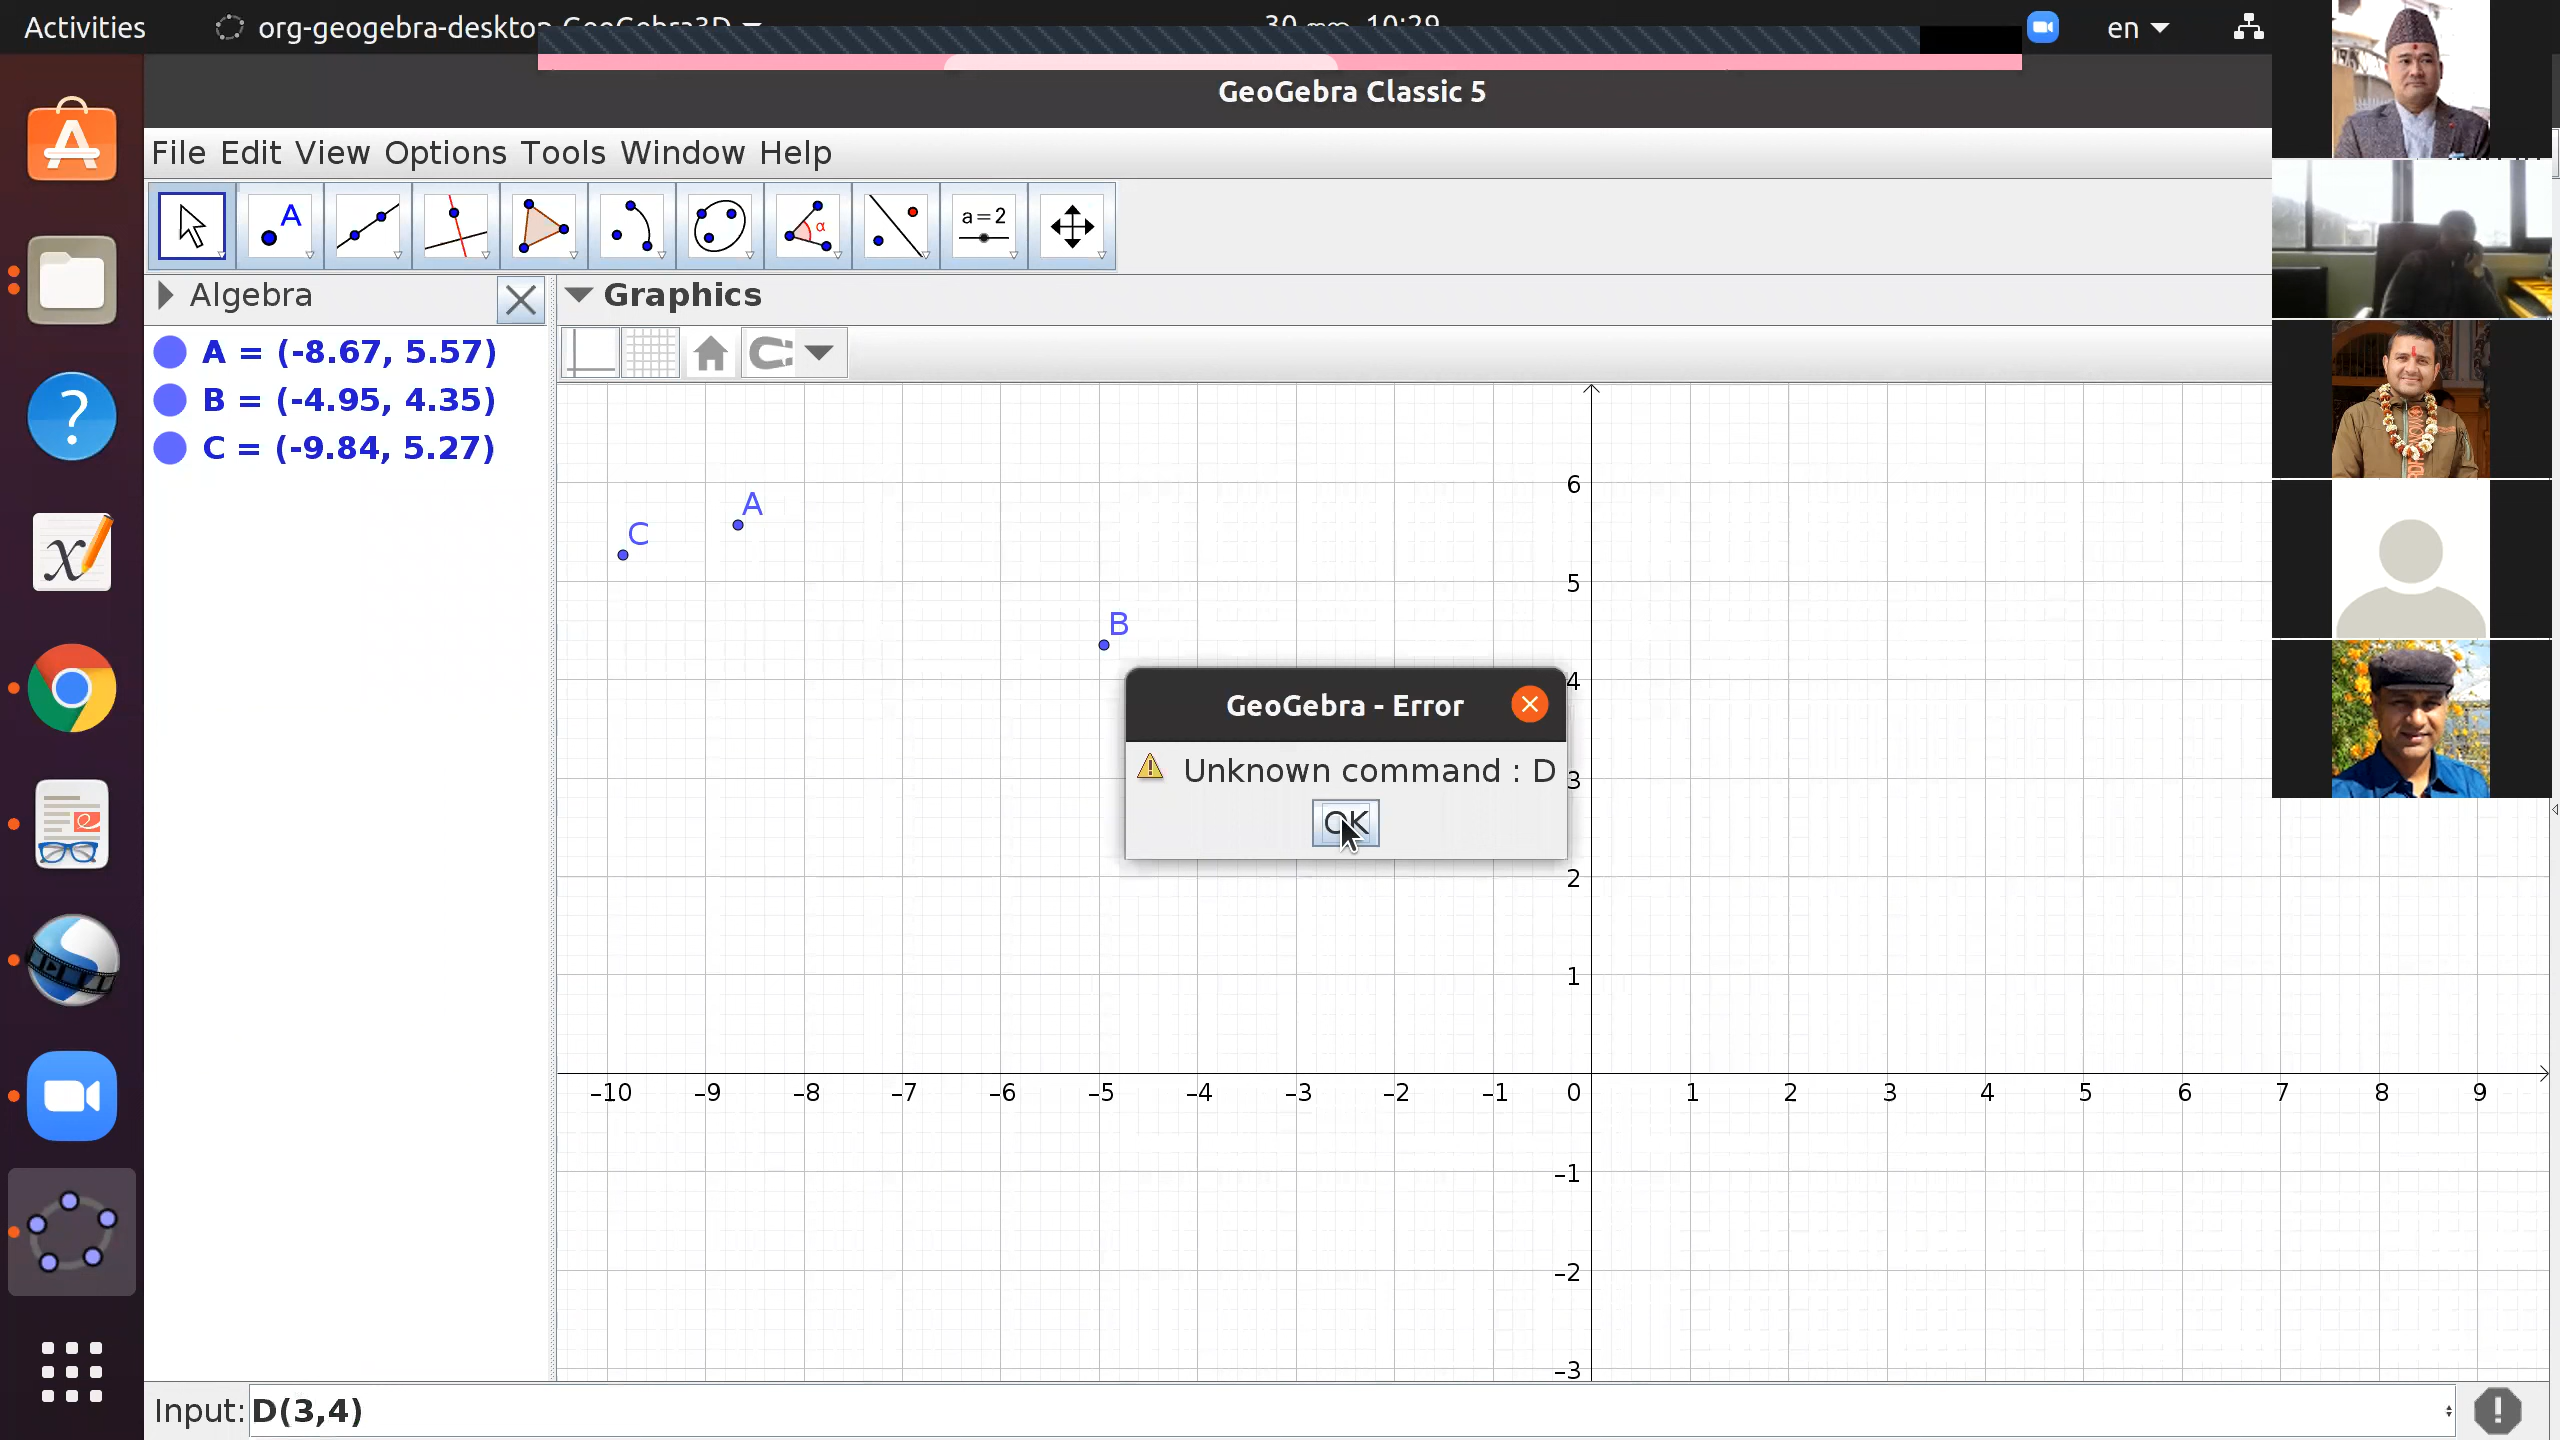 Activities
en
GeoGebra Classic 5
File Edit View Options Tools Window Help
A
α
a=2
Algebra
Graphics
A = (-8.67, 5.57)
B = (-4.95, 4.35)
C = (-9.84, 5.27)
A
C
B
6
5
4
3
2
1
GeoGebra - Error
Unknown command : D
OK
–10 –9 –8 –7 –6 –5 –4 –3 –2 –1 0 1 2 3 4 5 6 7 8 9
–1
–2
–3
Input: D(3,4)